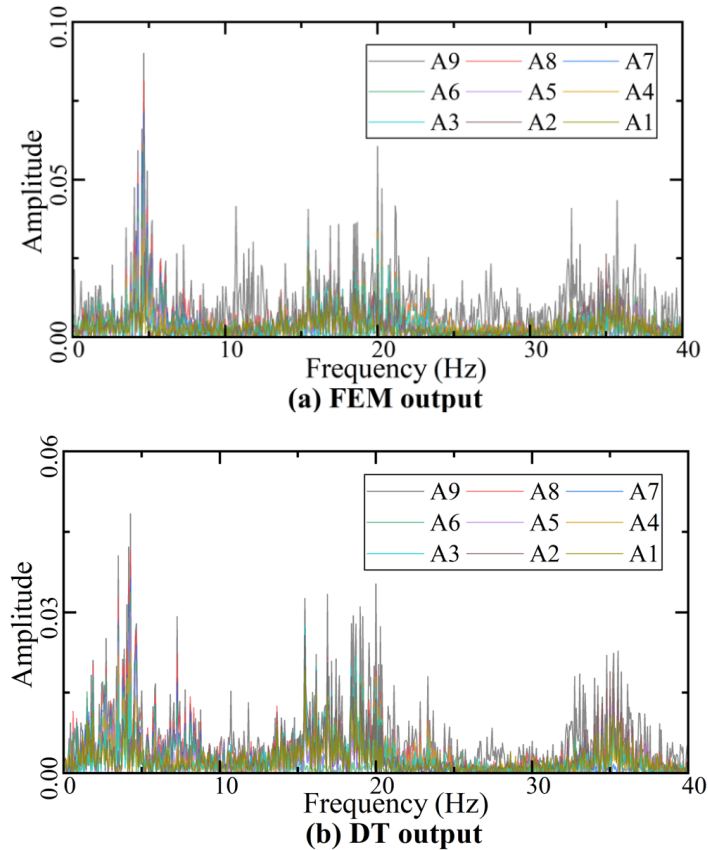 0.10
A9 A8 A7
A6 A5 A4
A3 A2 A1
0.05
Amplitude
0.00
0 10 20 30 40
Frequency (Hz)
(a) FEM output
0.06
A9 A8 A7
A6 A5 A4
A3 A2 A1
0.03
Amplitude
0.00
0 10 20 30 40
Frequency (Hz)
(b) DT output